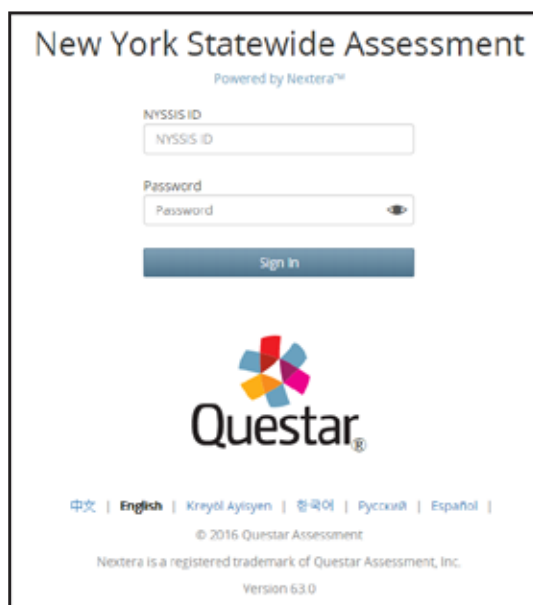 New York Statewide Assessment
Powered by Nextera™
NYSSIS ID
NYSSIS ID
Password
Password
Sign In
Questar®
中文 | English | Kreyòl Ayisyen | 한국어 | Русский | Español |
© 2016 Questar Assessment
Nextera is a registered trademark of Questar Assessment, Inc.
Version 63.0